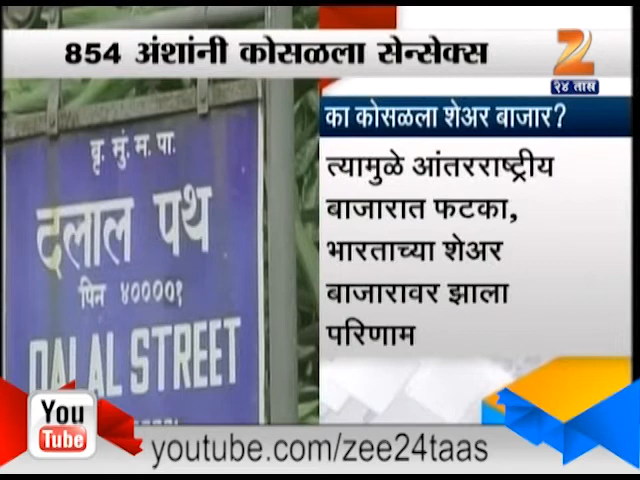 854 अंशांनी कोसळला सेन्सेक्स
२४ तास
का कोसळला शेअर बाजार?
त्यामुळे आंतरराष्ट्रीय
बाजारात फटका,
भारताच्या शेअर
बाजारावर झाला
परिणाम
बृ. मुं. म. पा.
दलाल पथ
पिन ४००००१
DALAL STREET
You
Tube
youtube.com/zee24taas